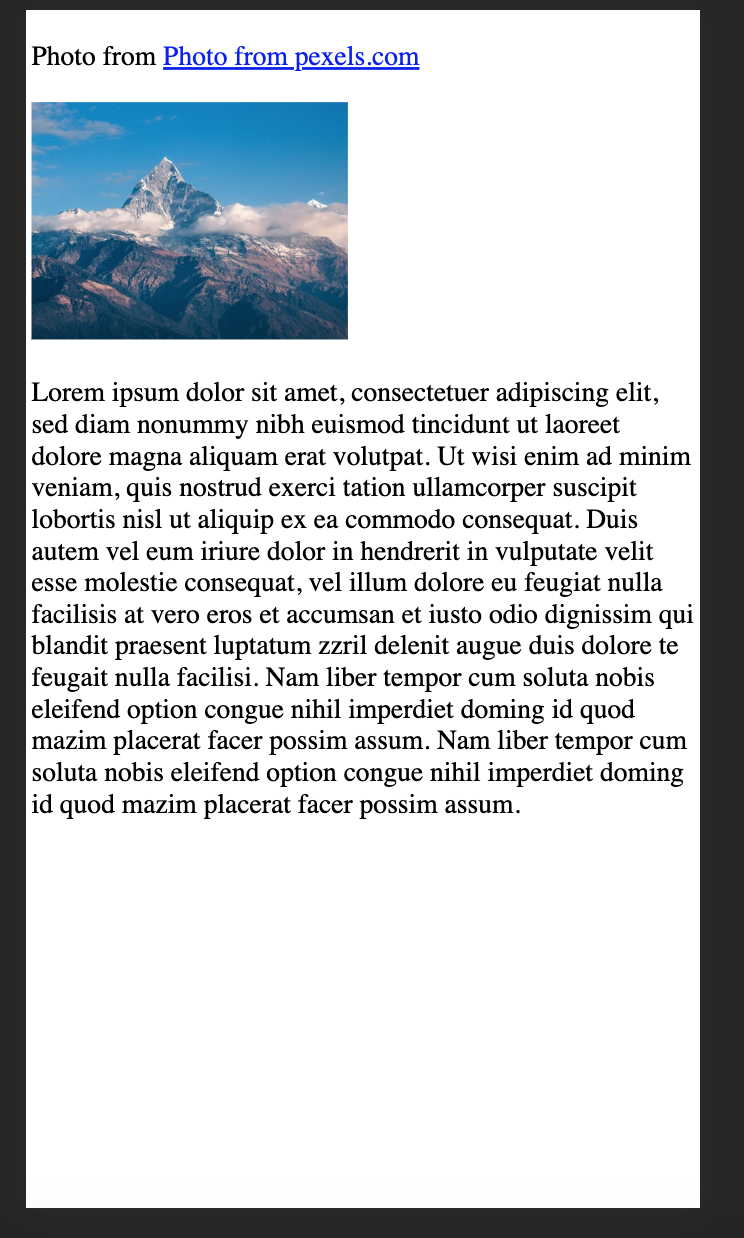 Photo from Photo from pexels.com
Lorem ipsum dolor sit amet, consectetuer adipiscing elit,
sed diam nonummy nibh euismod tincidunt ut laoreet
dolore magna aliquam erat volutpat. Ut wisi enim ad minim
veniam, quis nostrud exerci tation ullamcorper suscipit
lobortis nisl ut aliquip ex ea commodo consequat. Duis
autem vel eum iriure dolor in hendrerit in vulputate velit
esse molestie consequat, vel illum dolore eu feugiat nulla
facilisis at vero eros et accumsan et iusto odio dignissim qui
blandit praesent luptatum zzril delenit augue duis dolore te
feugait nulla facilisi. Nam liber tempor cum soluta nobis
eleifend option congue nihil imperdiet doming id quod
mazim placerat facer possim assum. Nam liber tempor cum
soluta nobis eleifend option congue nihil imperdiet doming
id quod mazim placerat facer possim assum.